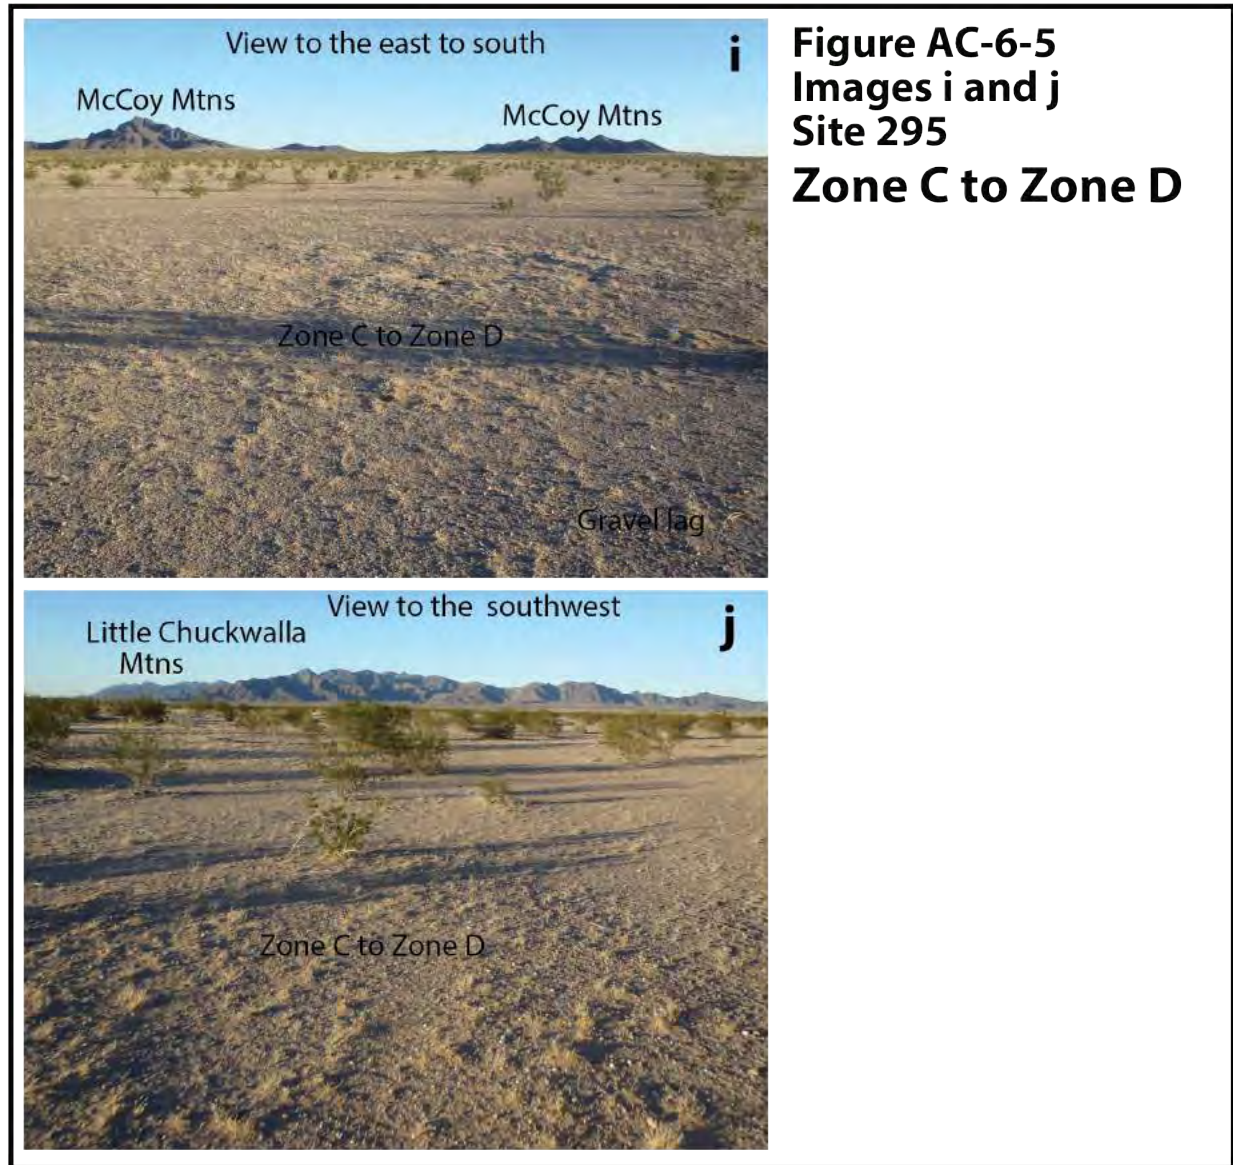 View to the east to south
i
McCoy Mtns
McCoy Mtns
Zone C to Zone D
Gravel lag
Figure AC-6-5
Images i and j
Site 295
Zone C to Zone D
View to the southwest
j
Little Chuckwalla
Mtns
Zone C to Zone D